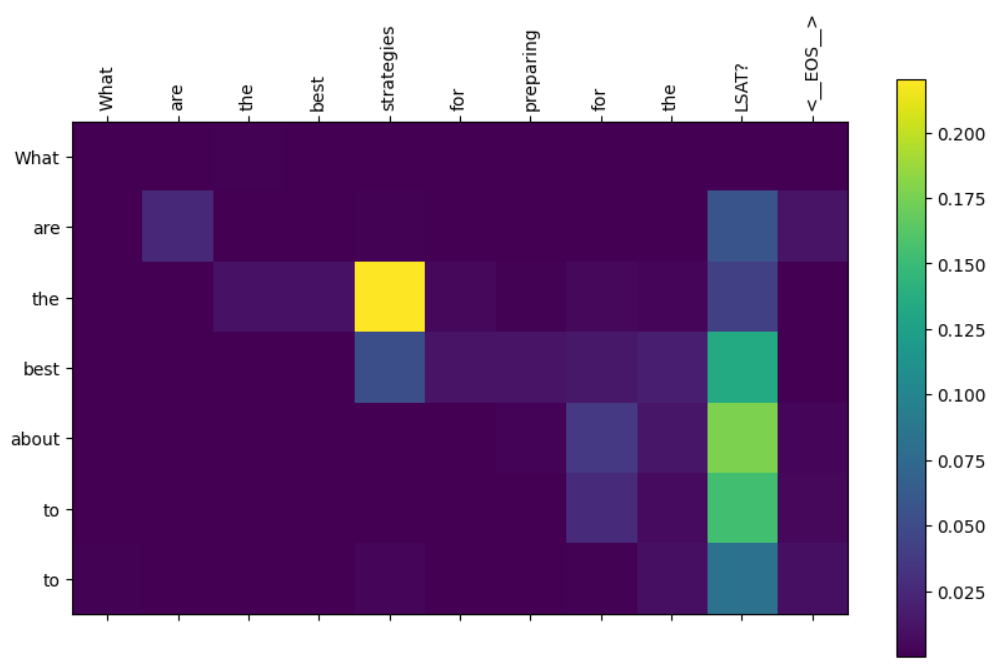 What are the best strategies for preparing for the LSAT? <__EOS__>
What
are
the
best
about
to
to
0.200
0.175
0.150
0.125
0.100
0.075
0.050
0.025